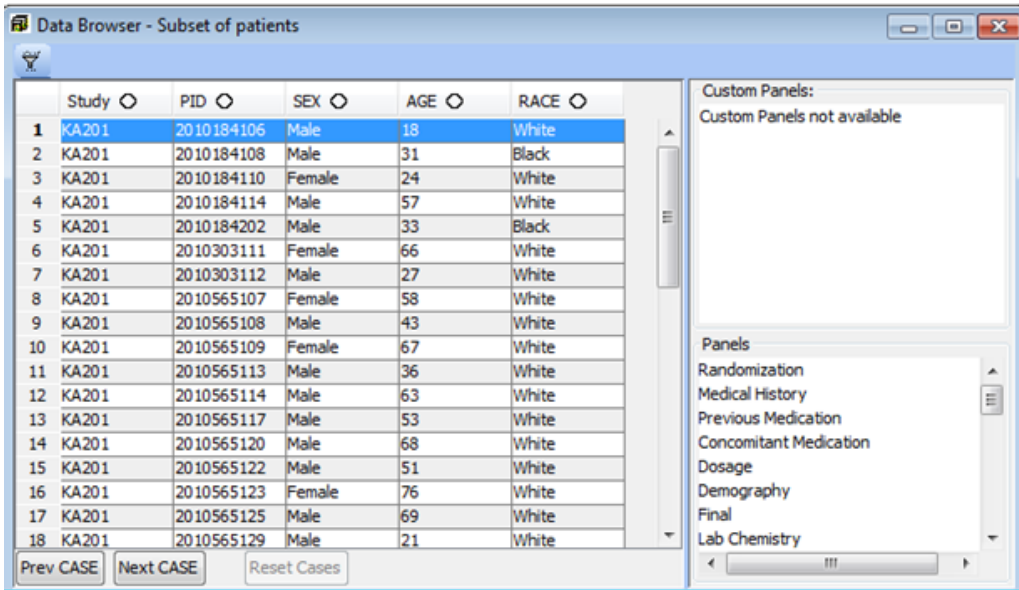 Data Browser - Subset of patients
Study PID SEX AGE RACE
1 KA201 2010184106 Male 18 White
2 KA201 2010184108 Male 31 Black
3 KA201 2010184110 Female 24 White
4 KA201 2010184114 Male 57 White
5 KA201 2010184202 Male 33 Black
6 KA201 2010303111 Female 66 White
7 KA201 2010303112 Male 27 White
8 KA201 2010565107 Female 58 White
9 KA201 2010565108 Male 43 White
10 KA201 2010565109 Female 67 White
11 KA201 2010565113 Male 36 White
12 KA201 2010565114 Male 63 White
13 KA201 2010565117 Male 53 White
14 KA201 2010565120 Male 68 White
15 KA201 2010565122 Male 51 White
16 KA201 2010565123 Female 76 White
17 KA201 2010565125 Male 69 White
18 KA201 2010565129 Male 21 White
Prev CASE Next CASE Reset Cases
Custom Panels:
Custom Panels not available
Panels
Randomization
Medical History
Previous Medication
Concomitant Medication
Dosage
Demography
Final
Lab Chemistry